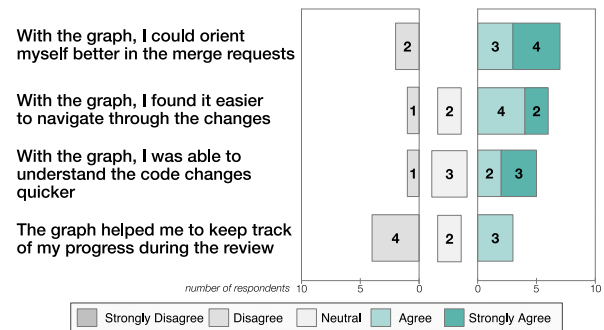 With the graph, I could orient
myself better in the merge requests
2 3 4
With the graph, I found it easier
to navigate through the changes
1 2 4 2
With the graph, I was able to
understand the code changes
quicker
1 3 2 3
The graph helped me to keep track
of my progress during the review
4 2 3
number of respondents 10 5 0 0 5 10
Strongly Disagree Disagree Neutral Agree Strongly Agree